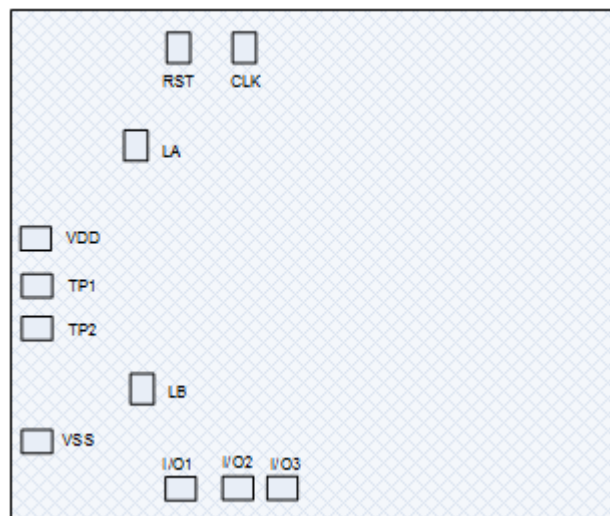 RST CLK
LA
VDD
TP1
TP2
LB
VSS
I/O1 I/O2 I/O3